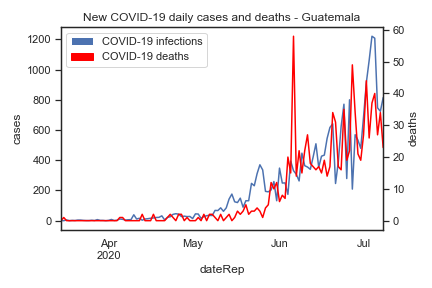 New COVID-19 daily cases and deaths - Guatemala
COVID-19 infections
COVID-19 deaths
1200
1000
800
600
400
200
0
cases
60
50
40
30
20
10
0
deaths
Apr
2020
May
Jun
Jul
dateRep